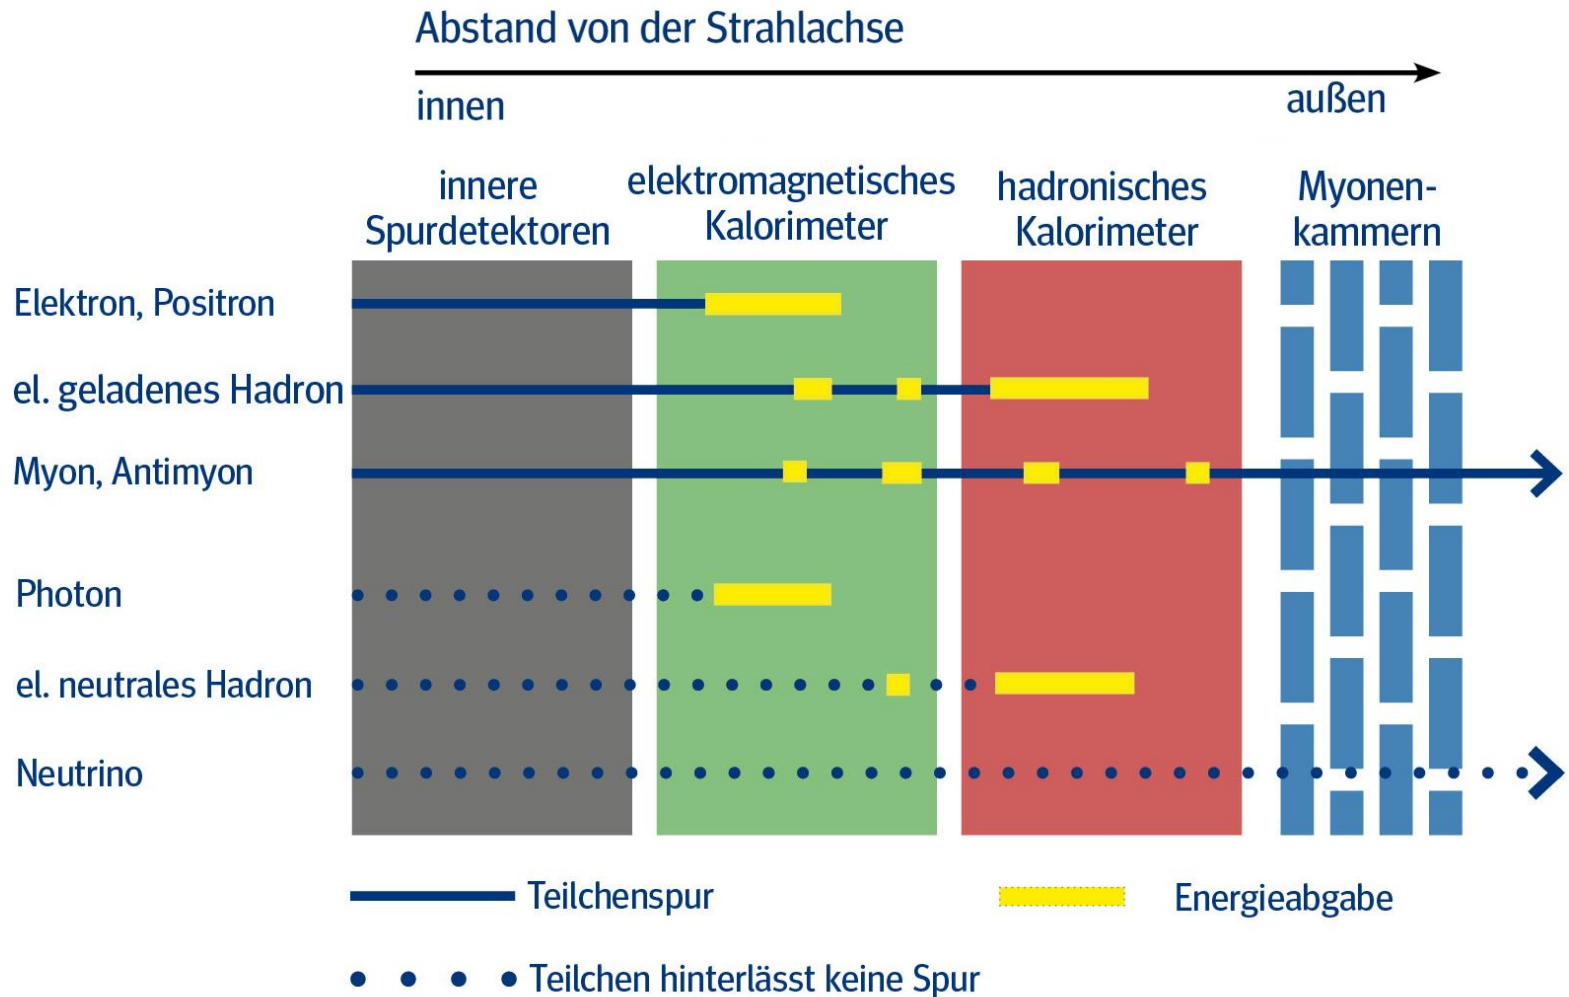 Abstand von der Strahlachse
innen
außen
innere
Spurdetektoren
elektromagnetisches
Kalorimeter
hadronisches
Kalorimeter
Myonen-
kammern
Elektron, Positron
el. geladenes Hadron
Myon, Antimyon
Photon
el. neutrales Hadron
Neutrino
Teilchenspur
Energieabgabe
Teilchen hinterlässt keine Spur